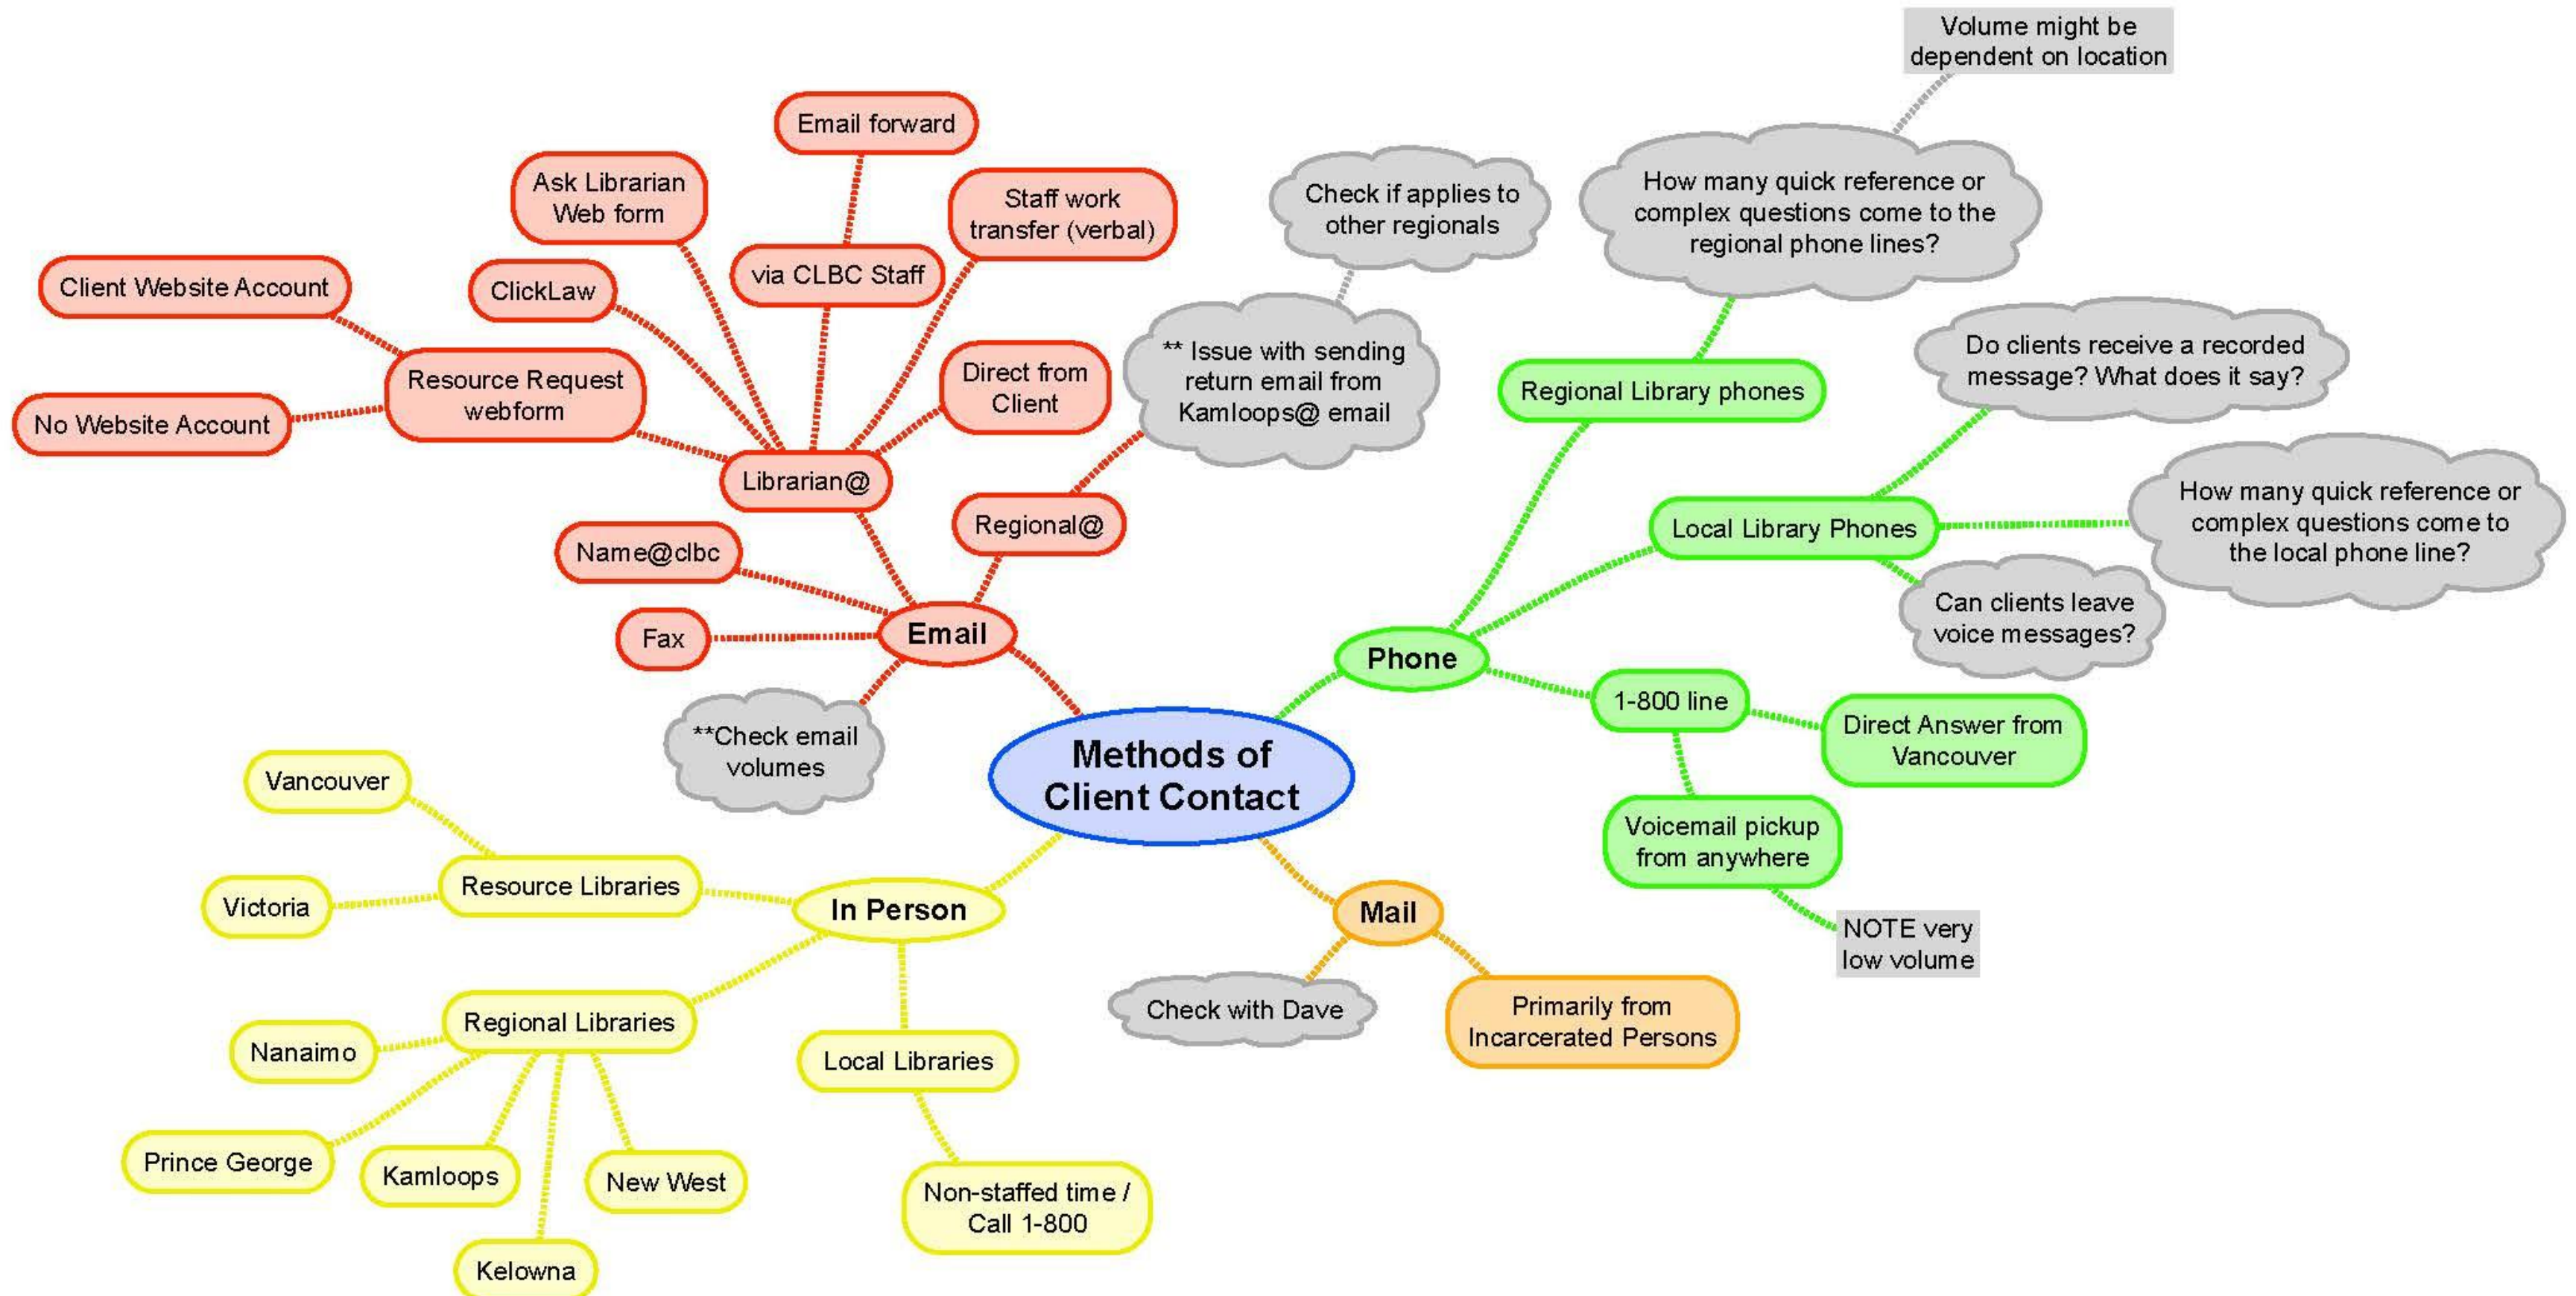 Volume might be
dependent on location
Email forward
Ask Librarian
Web form
Staff work
transfer (verbal)
Check if applies to
other regionals
How many quick reference or
complex questions come to the
regional phone lines?
Client Website Account
ClickLaw
via CLBC Staff
Resource Request
webform
No Website Account
Direct from
Client
** Issue with sending
return email from
Kamloops@ email
Regional Library phones
Do clients receive a recorded
message? What does it say?
Librarian@
Regional@
Name@clbc
Fax
Email
**Check email
volumes
Local Library Phones
How many quick reference or
complex questions come to
the local phone line?
Can clients leave
voice messages?
Phone
1-800 line
Direct Answer from
Vancouver
Voicemail pickup
from anywhere
NOTE very
low volume
Methods of
Client Contact
Vancouver
Resource Libraries
Victoria
In Person
Mail
Check with Dave
Primarily from
Incarcerated Persons
Regional Libraries
Nanaimo
Local Libraries
Prince George
Kamloops
New West
Kelowna
Non-staffed time /
Call 1-800